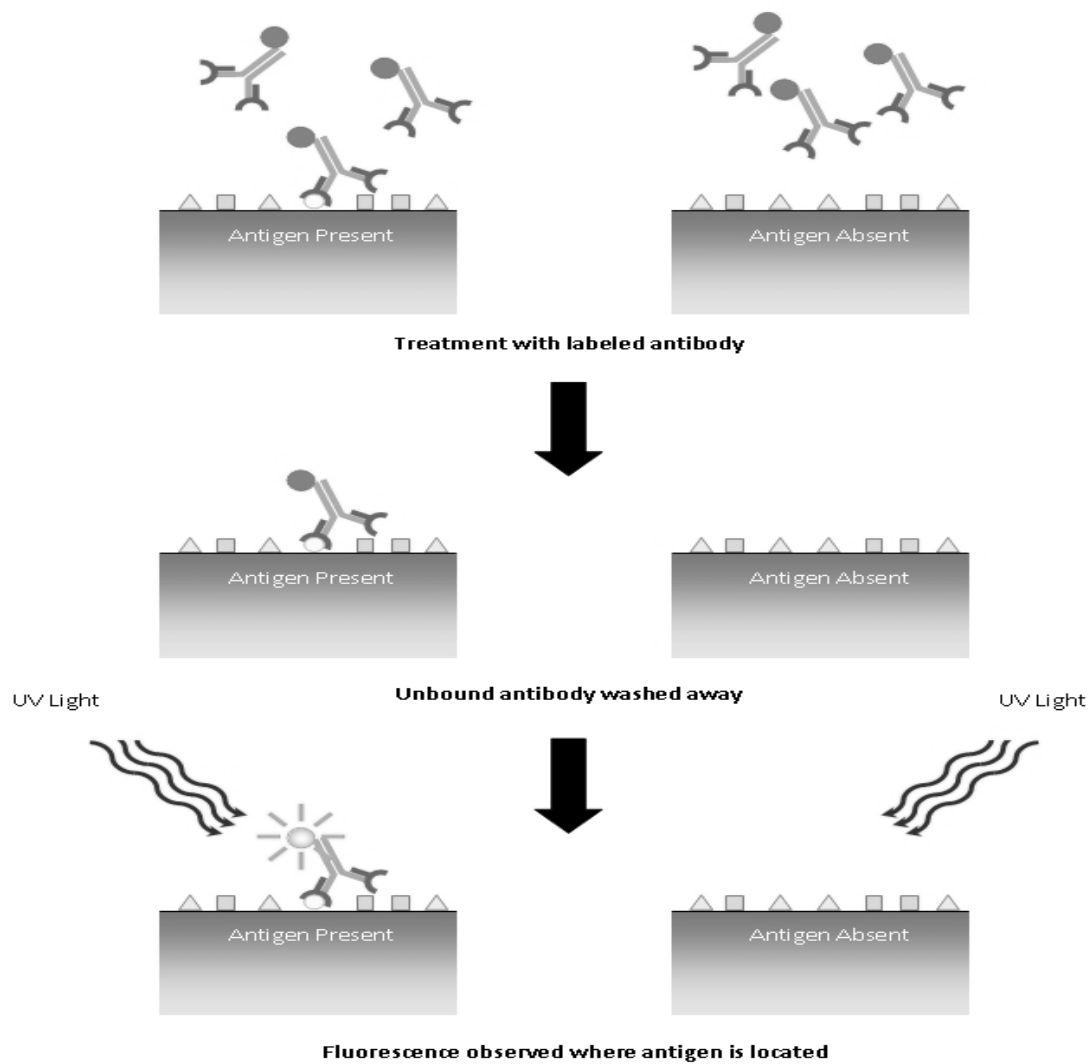 Antigen Present
Antigen Absent
Treatment with labeled antibody
Antigen Present
Antigen Absent
UV Light
Unbound antibody washed away
UV Light
Antigen Present
Antigen Absent
Fluorescence observed where antigen is located